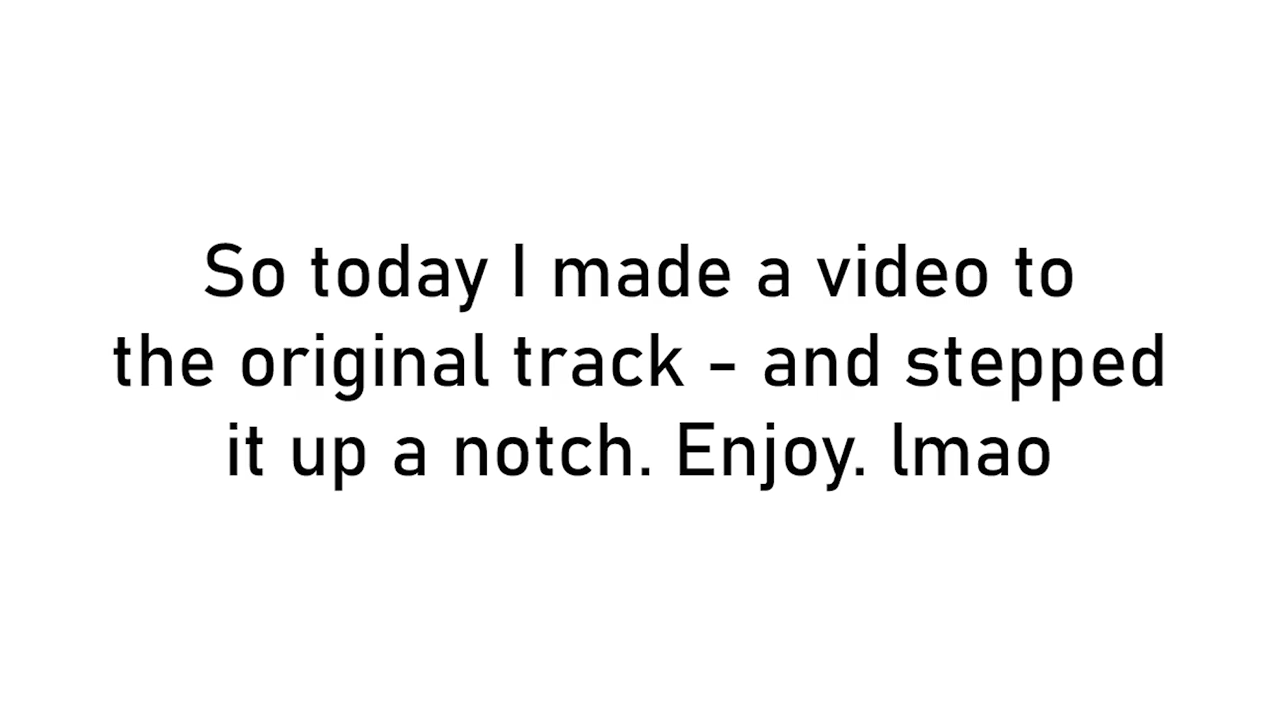 So today I made a video to
the original track - and stepped
it up a notch. Enjoy. lmao